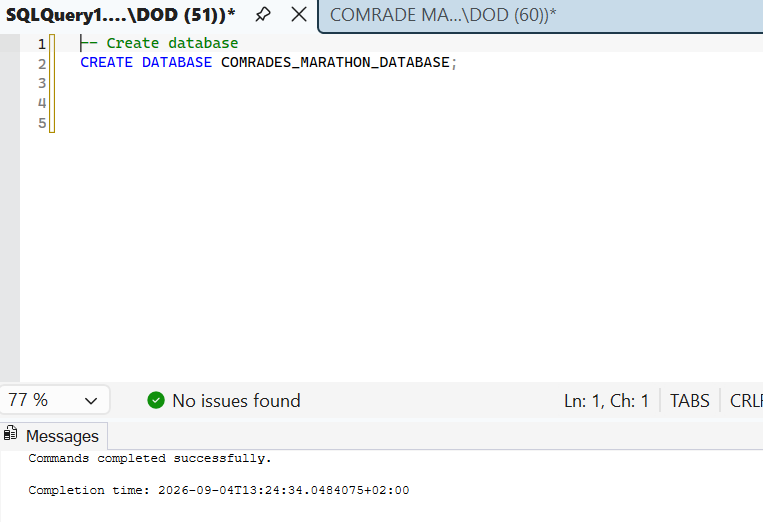 SQLQuery1....\DOD (51))* COMRADE MA...\DOD (60))*
1 -- Create database
2 CREATE DATABASE COMRADES_MARATHON_DATABASE;
3
4
5
77 % No issues found Ln: 1, Ch: 1 TABS CRLF
Messages
Commands completed successfully.
Completion time: 2026-09-04T13:24:34.0484075+02:00